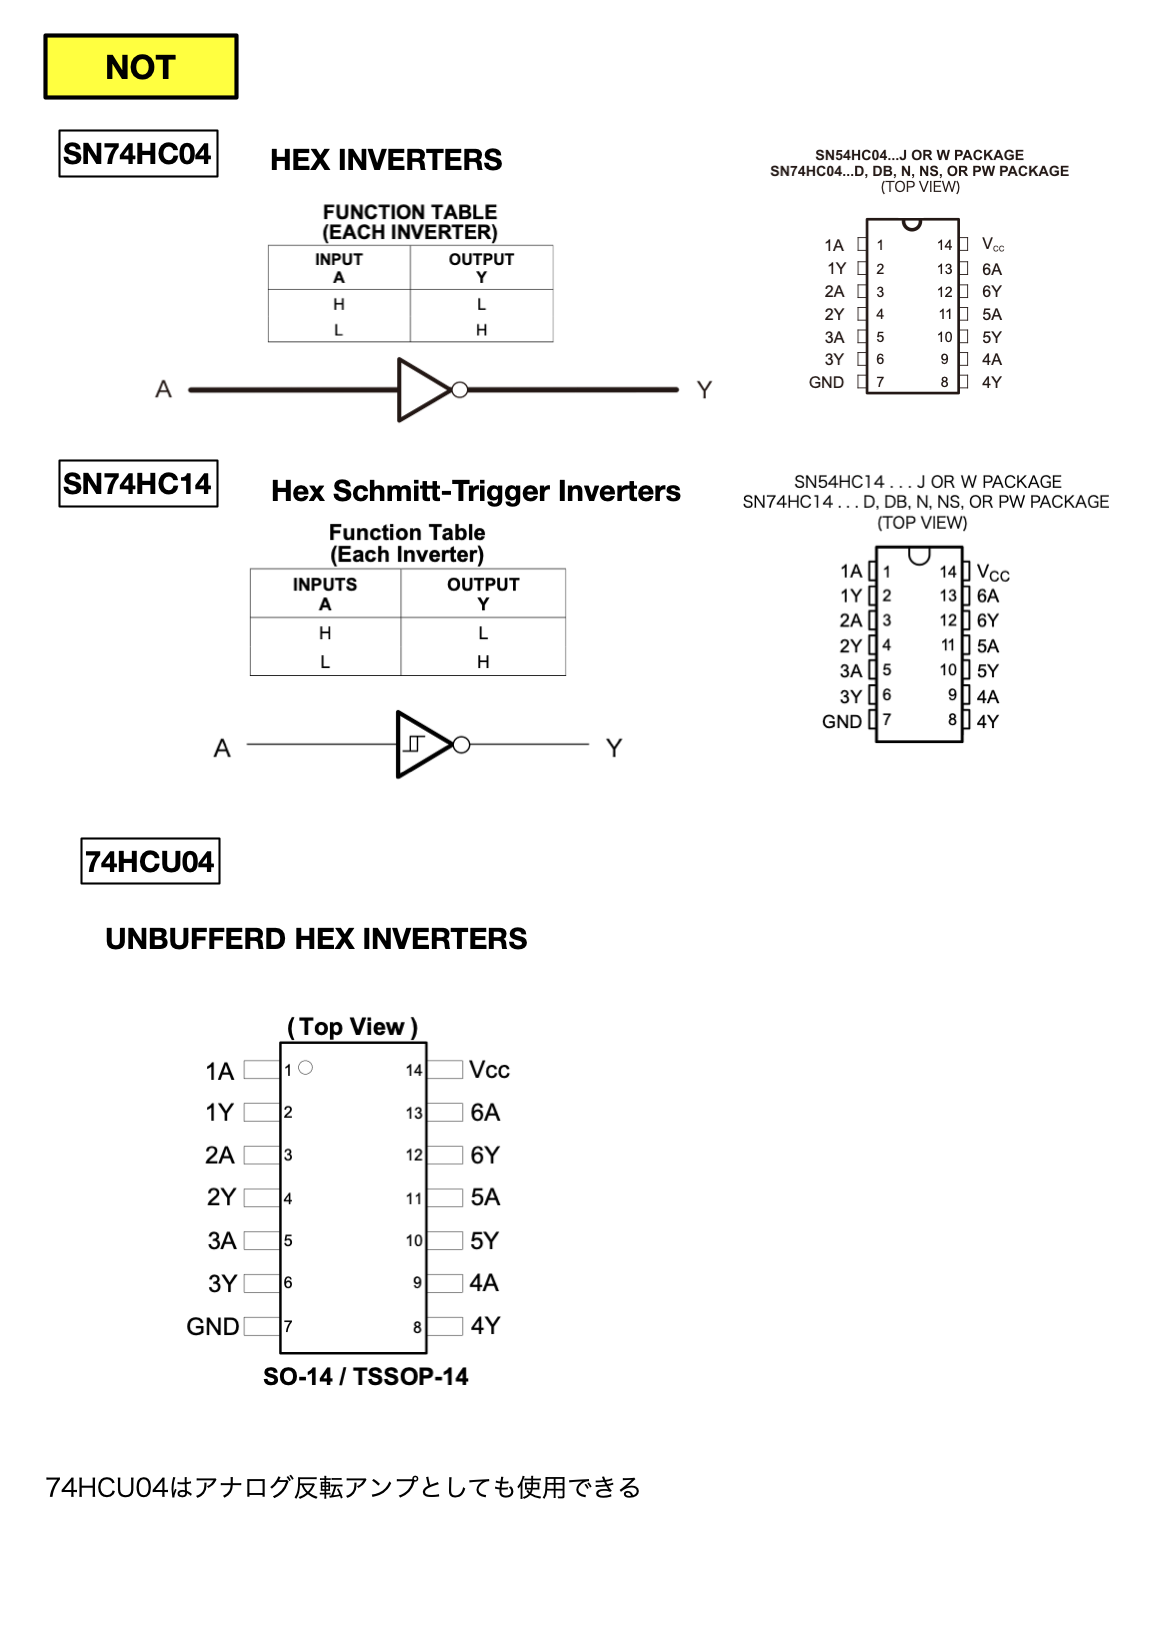 NOT
SN74HC04
HEX INVERTERS
FUNCTION TABLE
(EACH INVERTER)
INPUT OUTPUT
A Y
H L
L H
A Y
SN54HC04...J OR W PACKAGE
SN74HC04...D, DB, N, NS, OR PW PACKAGE
(TOP VIEW)
1A 1 14 Vcc
1Y 2 13 6A
2A 3 12 6Y
2Y 4 11 5A
3A 5 10 5Y
3Y 6 9 4A
GND 7 8 4Y
SN74HC14
Hex Schmitt-Trigger Inverters
Function Table
(Each Inverter)
INPUTS OUTPUT
A Y
H L
L H
A Y
SN54HC14 . . . J OR W PACKAGE
SN74HC14 . . . D, DB, N, NS, OR PW PACKAGE
(TOP VIEW)
1A 1 14 VCC
1Y 2 13 6A
2A 3 12 6Y
2Y 4 11 5A
3A 5 10 5Y
3Y 6 9 4A
GND 7 8 4Y
74HCU04
UNBUFFERD HEX INVERTERS
( Top View )
1A 1 14 Vcc
1Y 2 13 6A
2A 3 12 6Y
2Y 4 11 5A
3A 5 10 5Y
3Y 6 9 4A
GND 7 8 4Y
SO-14 / TSSOP-14
74HCU04はアナログ反転アンプとしても使用できる